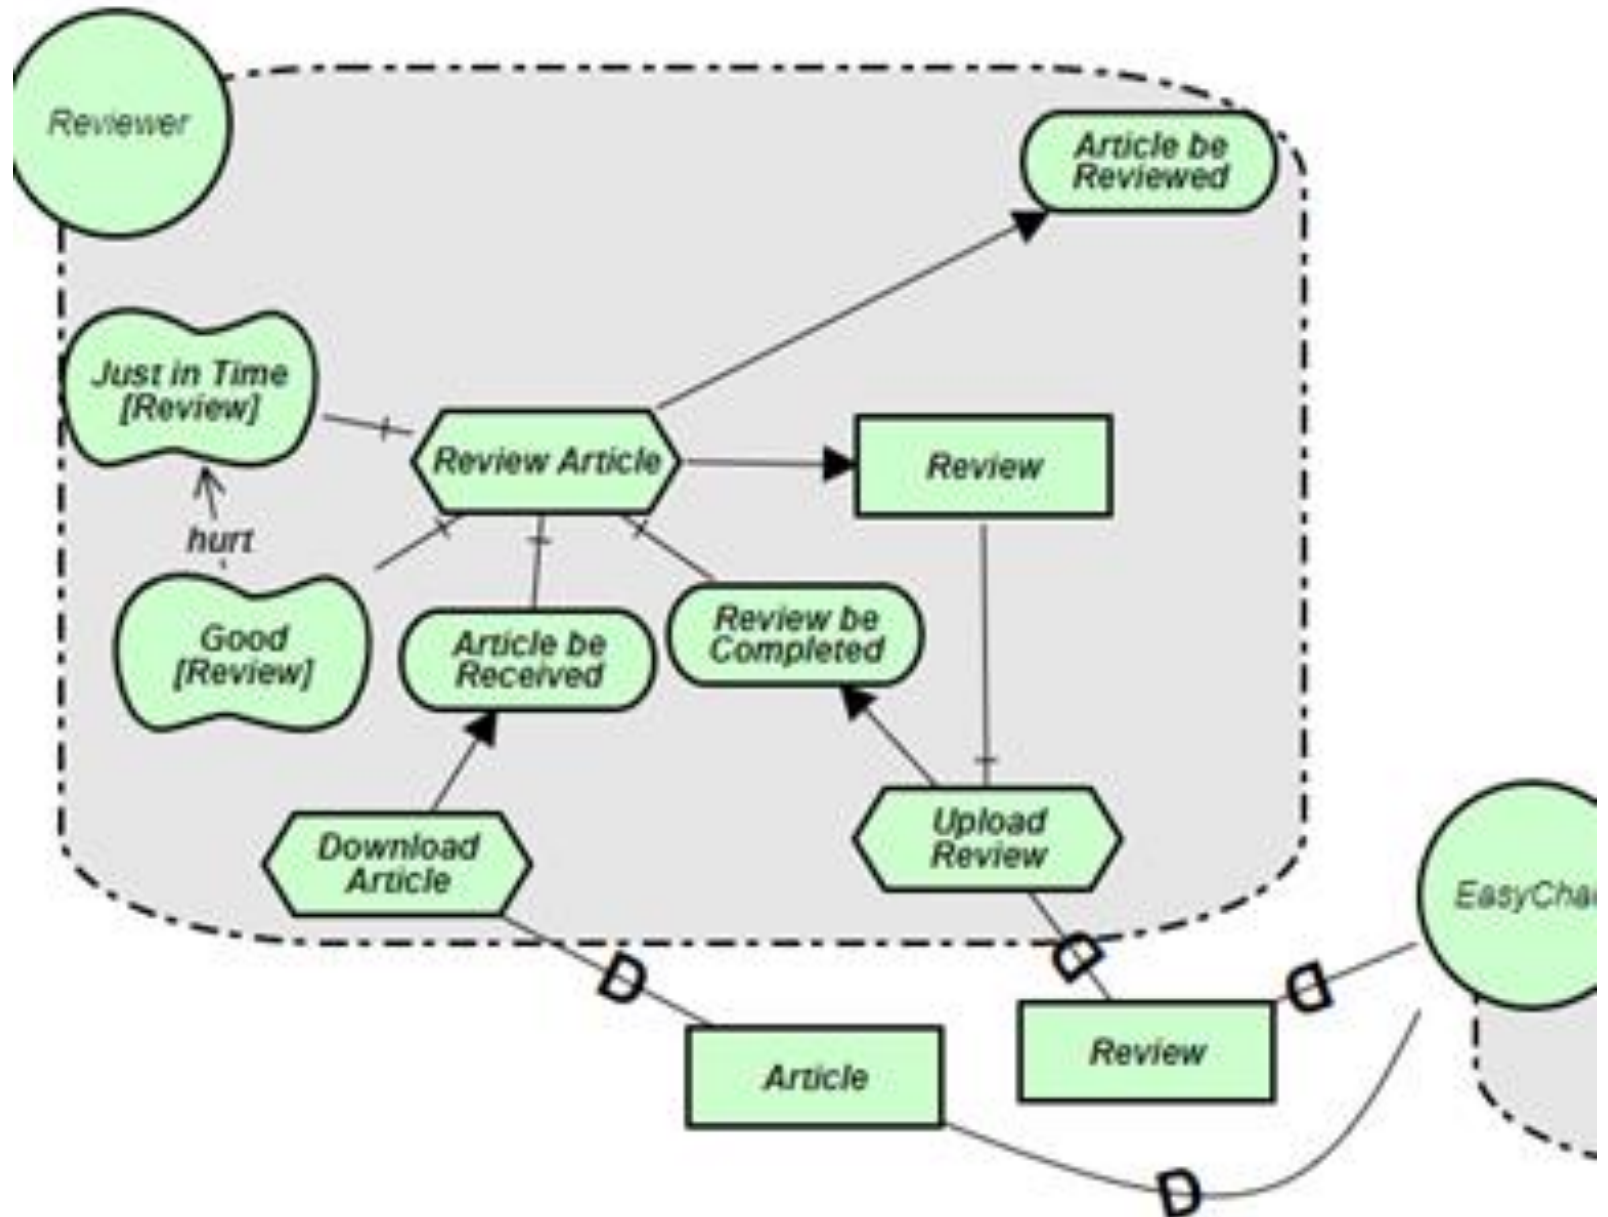 Reviewer
Article be
Reviewed
Just in Time
[Review]
Review Article
Review
hurt
Good
[Review]
Article be
Received
Review be
Completed
Download
Article
Upload
Review
D
D
D
D
Article
Review